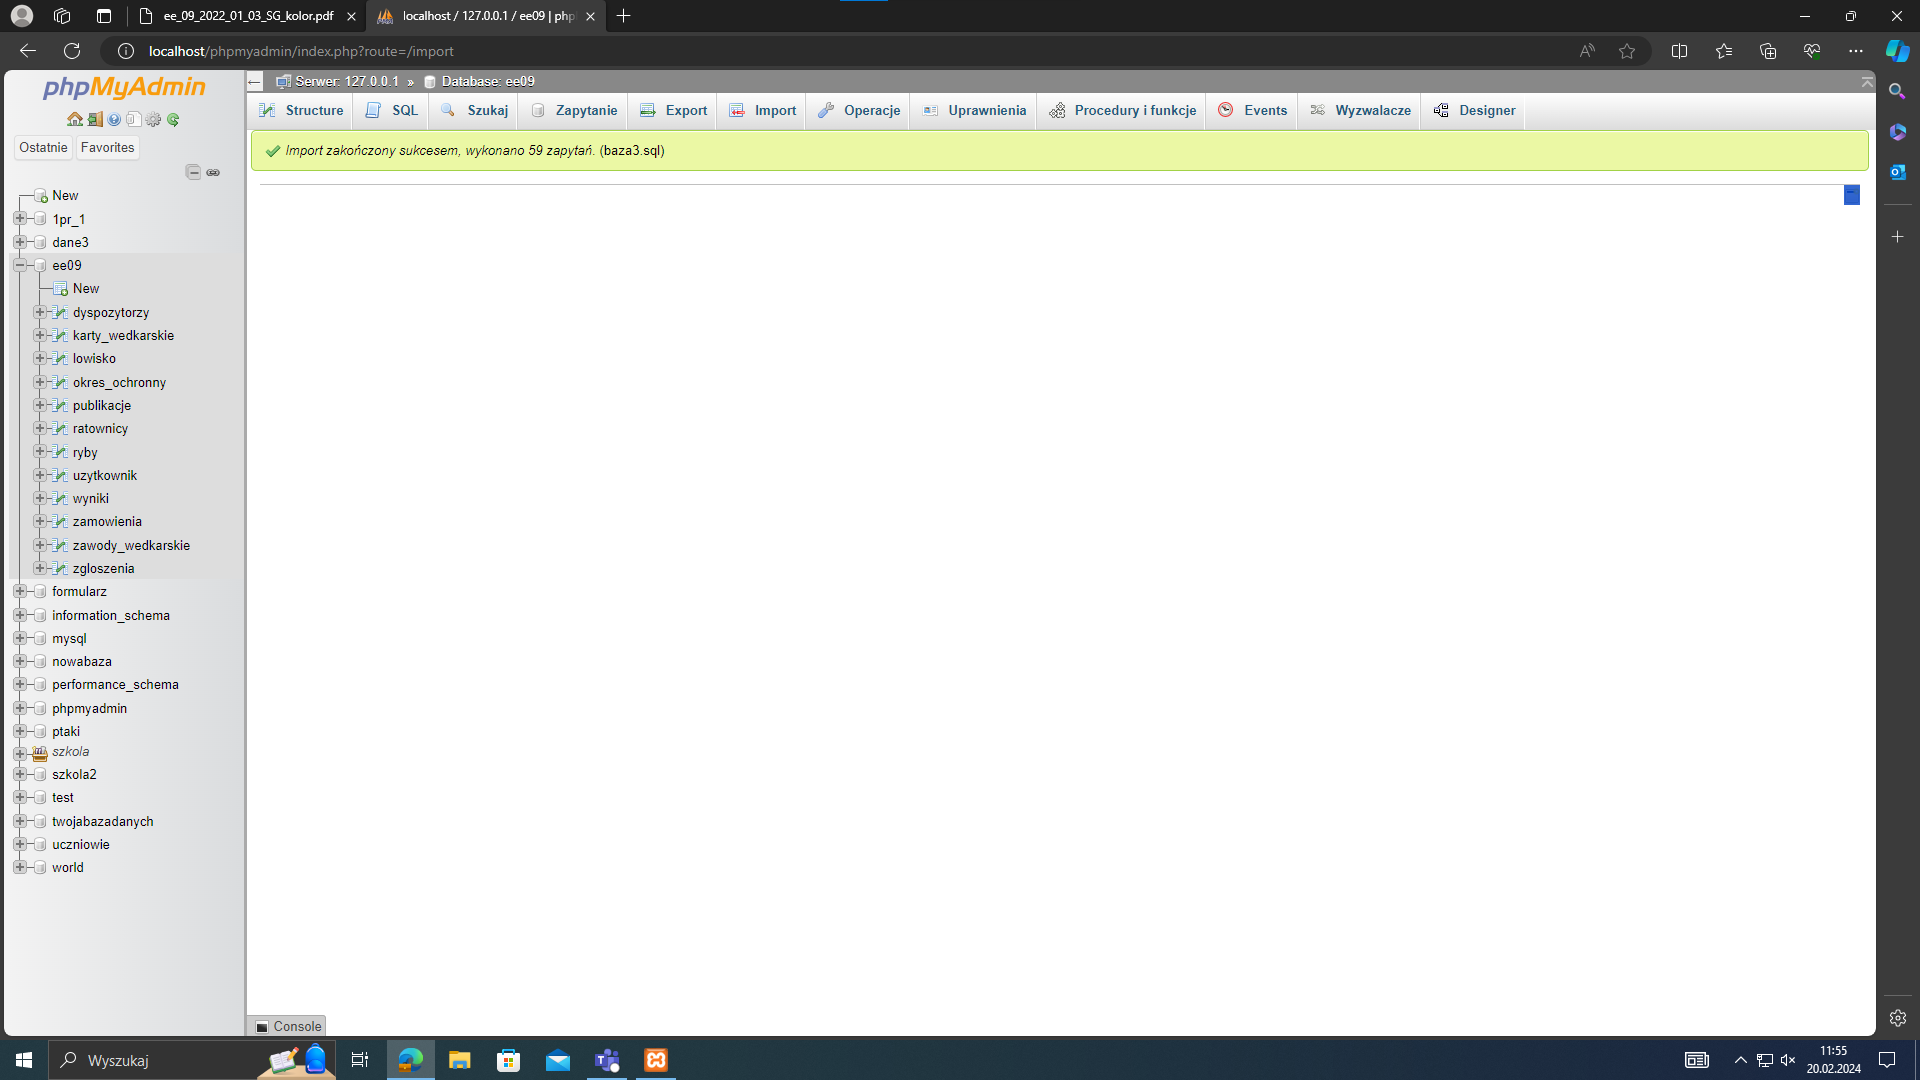 ee_09_2022_01_03_SG_kolor.pdf
localhost / 127.0.0.1 / ee09 | php
localhost/phpmyadmin/index.php?route=/import
phpMyAdmin
Ostatnie
Favorites
New
1pr_1
dane3
ee09
New
dyspozytorzy
karty_wedkarskie
lowisko
okres_ochronny
publikacje
ratownicy
ryby
uzytkownik
wyniki
zamowienia
zawody_wedkarskie
zgloszenia
formularz
information_schema
mysql
nowabaza
performance_schema
phpmyadmin
ptaki
szkola
szkola2
test
twojabazadanych
uczniowie
world
Serwer: 127.0.0.1 » Database: ee09
Structure
SQL
Szukaj
Zapytanie
Export
Import
Operacje
Uprawnienia
Procedury i funkcje
Events
Wyzwalacze
Designer
Import zakończony sukcesem, wykonano 59 zapytań. (baza3.sql)
Console
Wyszukaj
11:55
20.02.2024